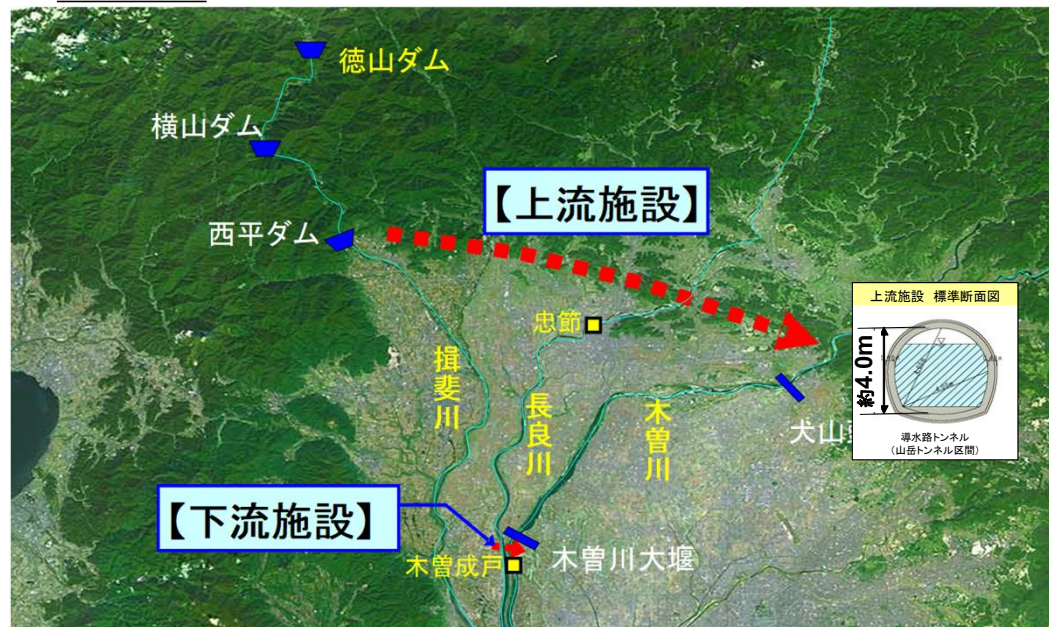 徳山ダム
横山ダム
【上流施設】
西平ダム
上流施設 標準断面図
忠節
約4.0m
揖斐川
長良川
木曽川
犬山
導水路トンネル
(山岳トンネル区間)
【下流施設】
木曽成戸
木曽川大堰